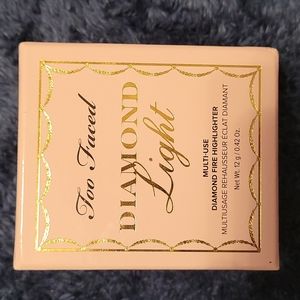 Too Faced
DIAMOND
Light
MULTI-USE
DIAMOND FIRE HIGHLIGHTER
MULTIUSAGE REHAUSSEUR ÉCLAT DIAMANT
Net Wt. 12 g / 0.42 Oz.